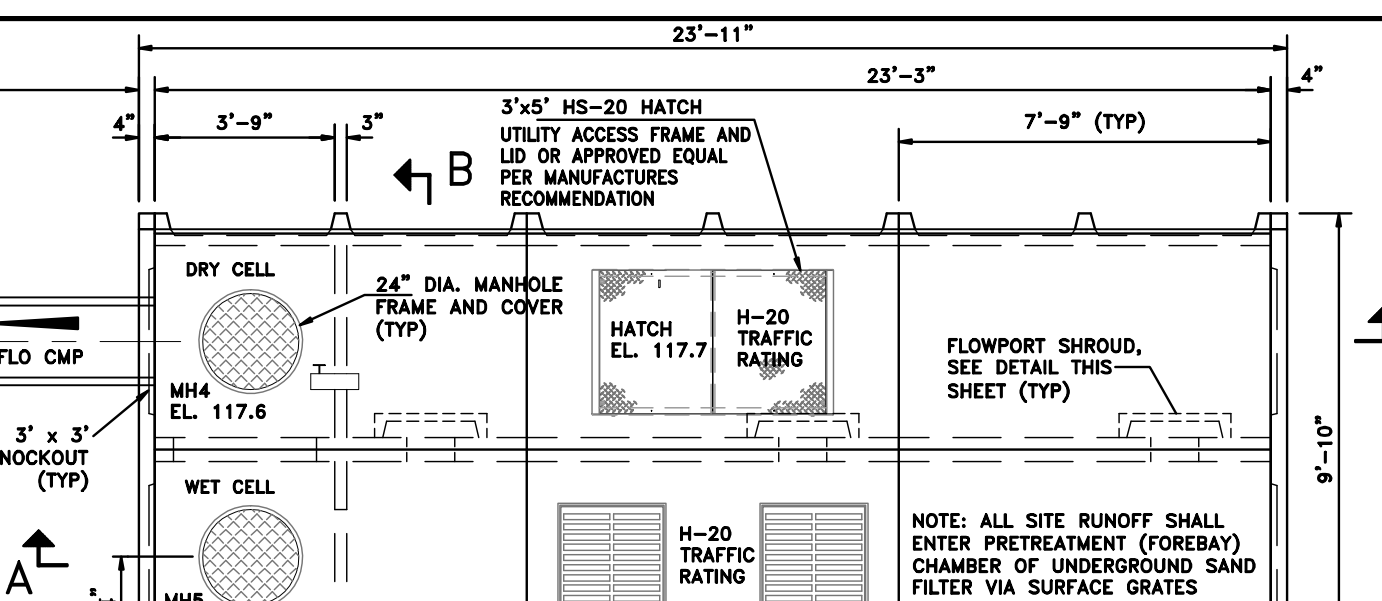 23'-11"
23'-3"
4"
4"
3'-9"
3"
7'-9" (TYP)
B
3'x5' HS-20 HATCH
UTILITY ACCESS FRAME AND
LID OR APPROVED EQUAL
PER MANUFACTURES
RECOMMENDATION
DRY CELL
24" DIA. MANHOLE
FRAME AND COVER
(TYP)
HATCH
EL. 117.7
H-20
TRAFFIC
RATING
FLO CMP
MH4
EL. 117.6
FLOWPORT SHROUD,
SEE DETAIL THIS
SHEET (TYP)
3' x 3'
NOCKOUT
(TYP)
9'-10"
WET CELL
A
MH5
H-20
TRAFFIC
RATING
NOTE: ALL SITE RUNOFF SHALL
ENTER PRETREATMENT (FOREBAY)
CHAMBER OF UNDERGROUND SAND
FILTER VIA SURFACE GRATES